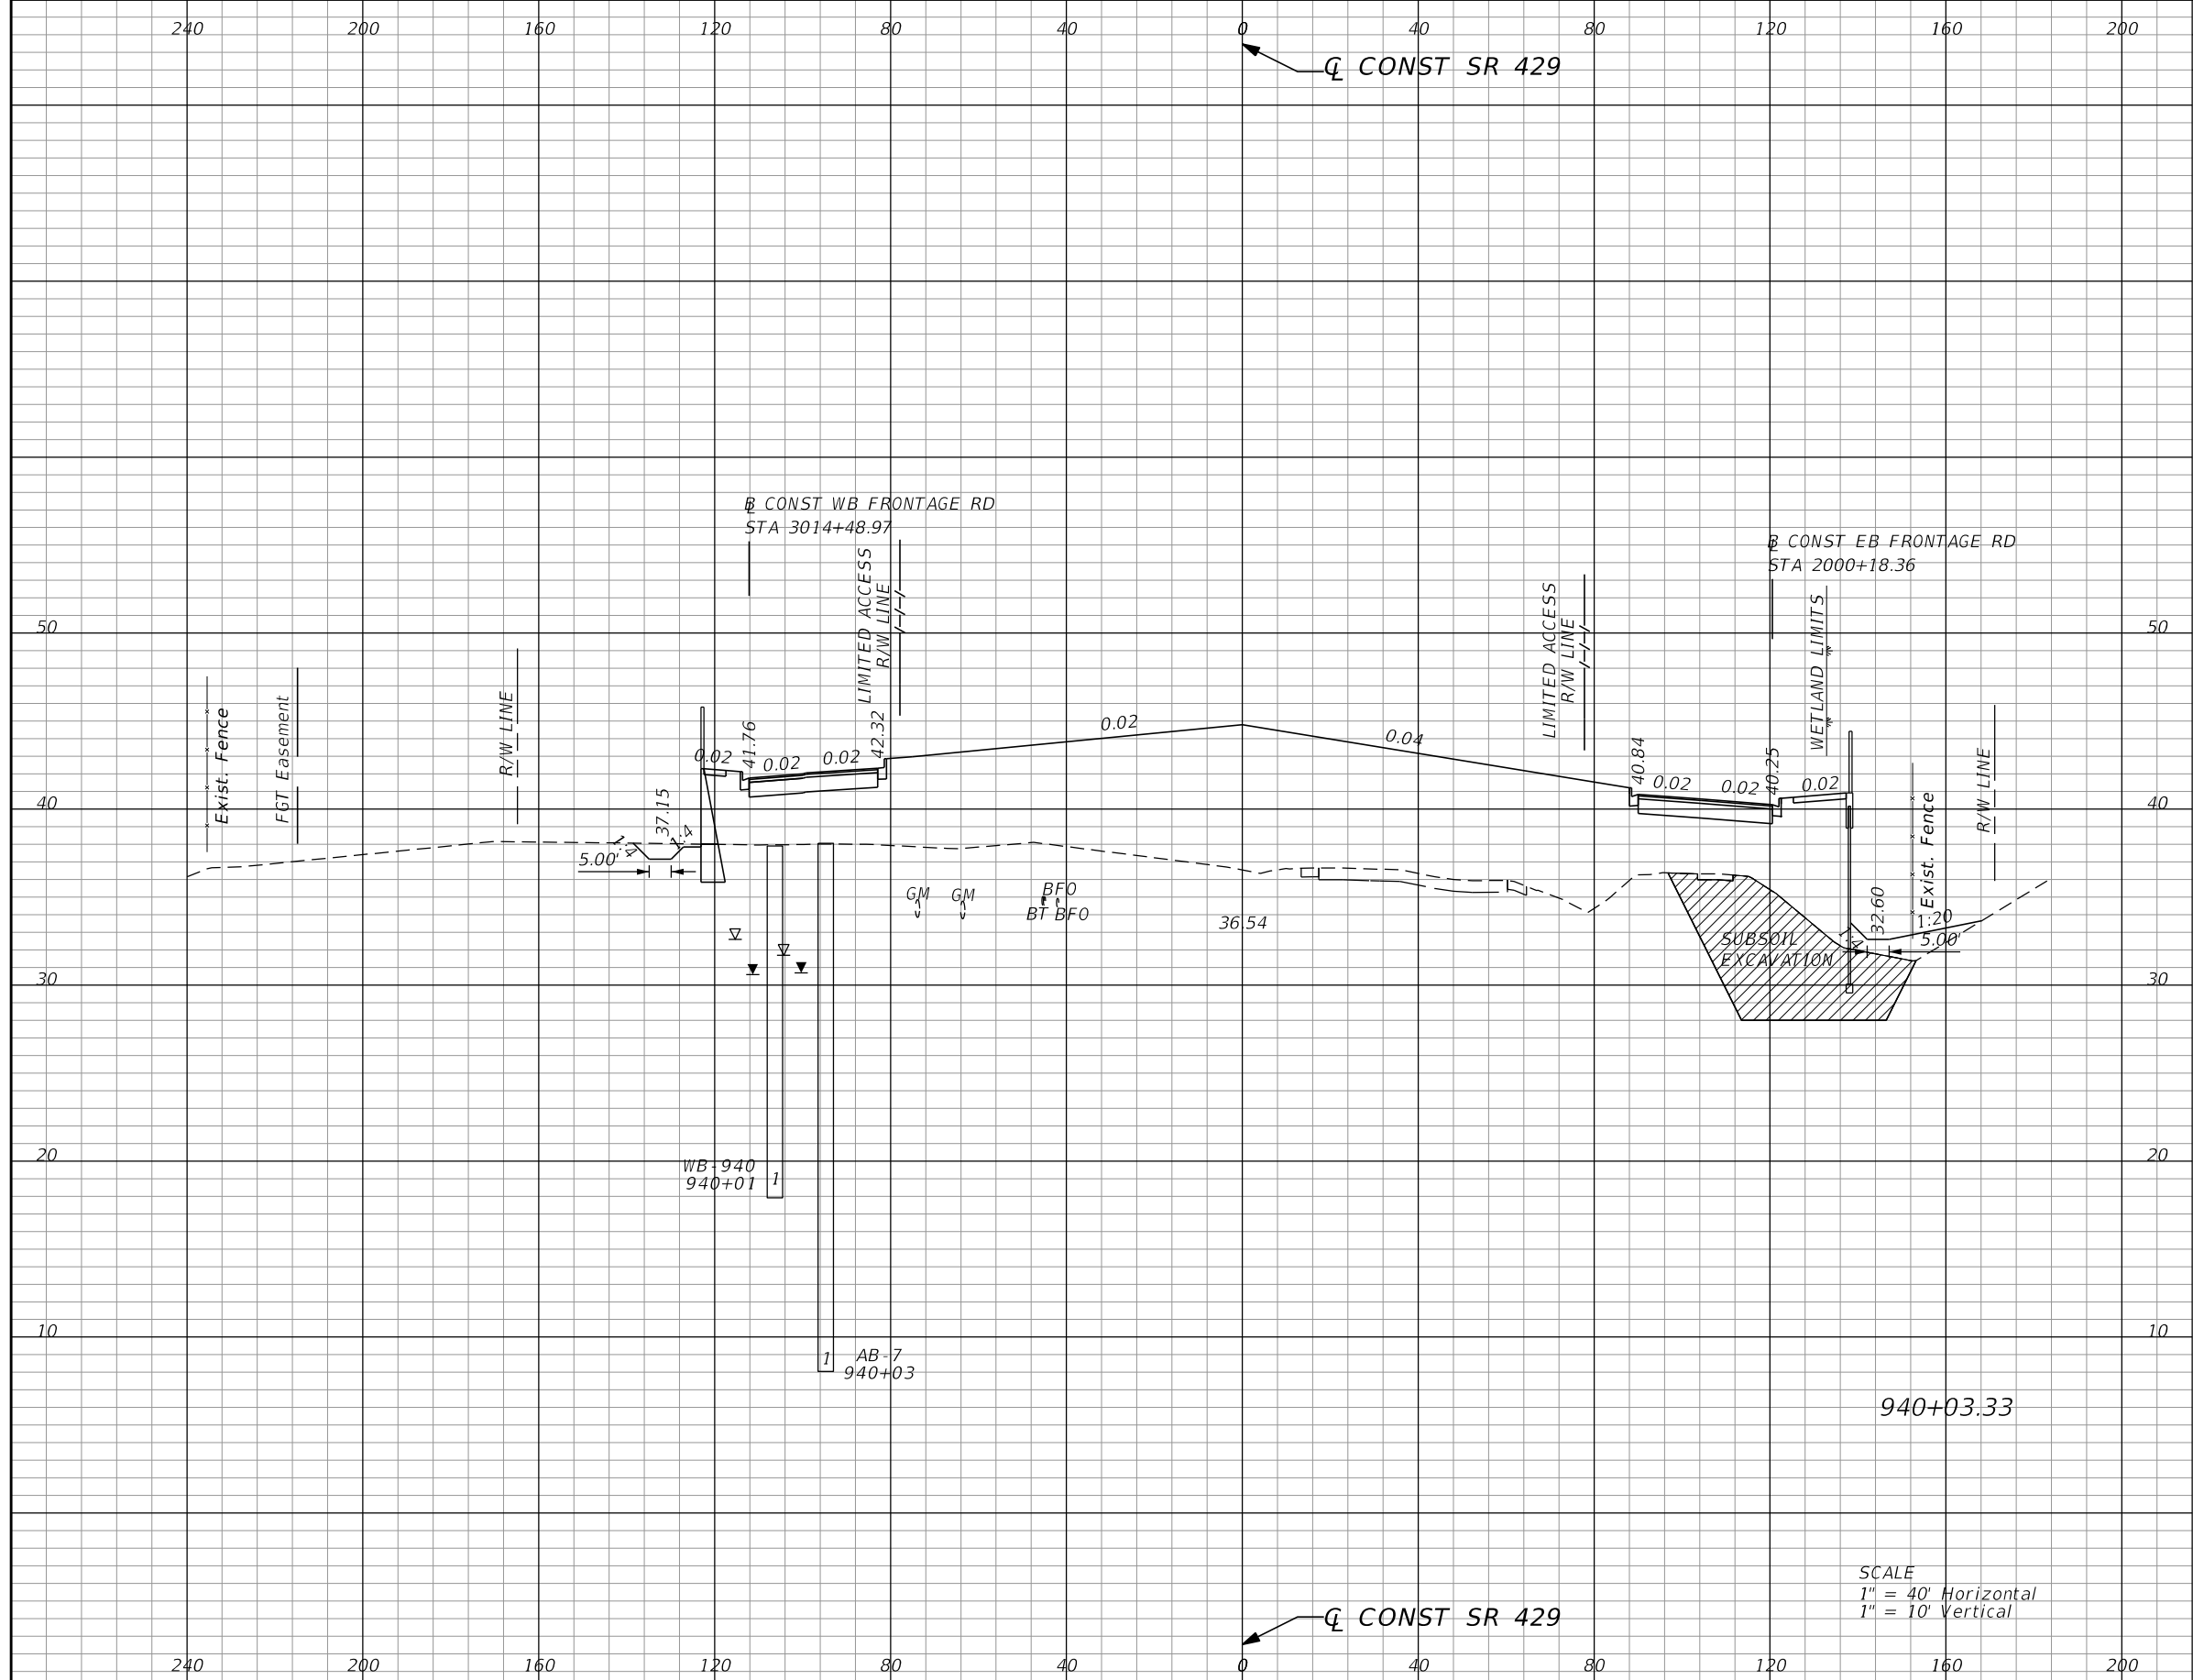 240 200 160 120 80 40 0 40 80 120 160 200
℄ CONST SR 429
℄ CONST WB FRONTAGE RD
STA 3014+48.97
LIMITED ACCESS
R/W LINE
LIMITED ACCESS
R/W LINE
℄ CONST EB FRONTAGE RD
STA 2000+18.36
WETLAND LIMITS
50 50
Exist. Fence
FGT Easement
R/W LINE
0.02
41.76
0.02
0.02
42.32
0.02
0.04
40.84
0.02
0.02
40.25
0.02
Exist. Fence
R/W LINE
40 40
37.15
1:4
1:4
5.00'
GM
GM
BFO
BT BFO
36.54
SUBSOIL
EXCAVATION
1:4
32.60
1:20
5.00'
30 30
20 20
WB-940
940+01
1
10 10
1
AB-7
940+03
940+03.33
SCALE
1" = 40' Horizontal
1" = 10' Vertical
℄ CONST SR 429
240 200 160 120 80 40 0 40 80 120 160 200